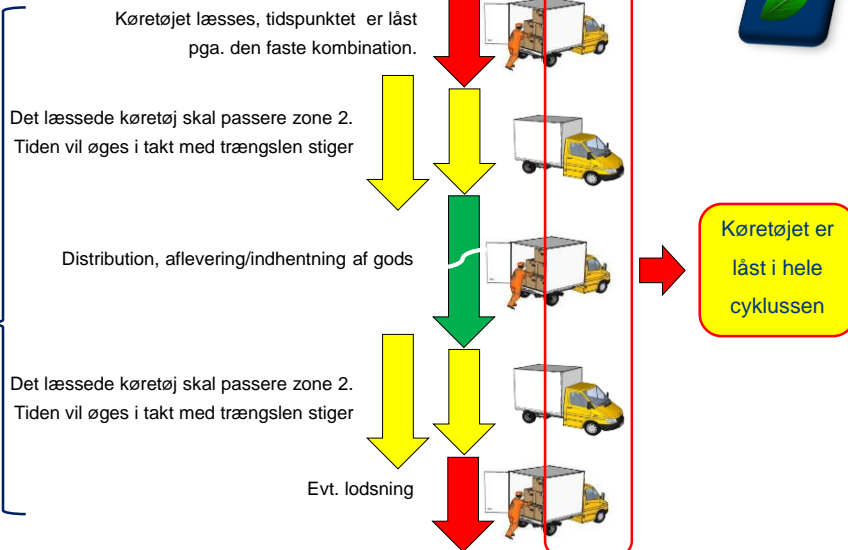 Køretøjet læsses, tidspunktet er låst
pga. den faste kombination.
Det læssede køretøj skal passere zone 2.
Tiden vil øges i takt med trængslen stiger
Distribution, aflevering/indhentning af gods
Køretøjet er
låst i hele
cyklussen
Det læssede køretøj skal passere zone 2.
Tiden vil øges i takt med trængslen stiger
Evt. lodsning